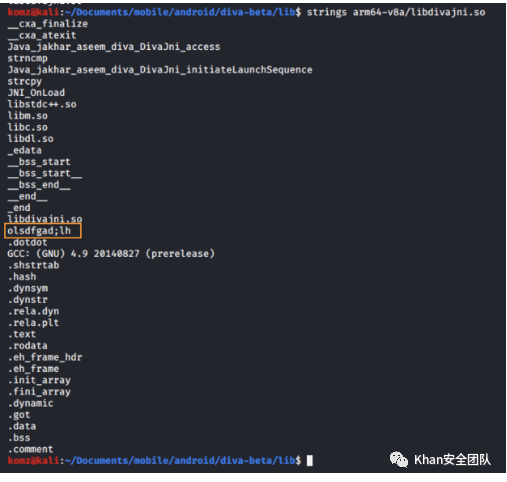 komz@kali:~/Documents/mobile/android/diva-beta/lib$ strings arm64-v8a/libdivajni.so
__cxa_finalize
__cxa_atexit
Java_jakhar_aseem_diva_DivaJni_access
strncmp
Java_jakhar_aseem_diva_DivaJni_initiateLaunchSequence
strcpy
JNI_OnLoad
libstdc++.so
libm.so
libc.so
libdl.so
_edata
__bss_start
__bss_start__
__bss_end__
__end__
_end
libdivajni.so
olsdfgad;lh
.dotdot
GCC: (GNU) 4.9 20140827 (prerelease)
.shstrtab
.hash
.dynsym
.dynstr
.rela.dyn
.rela.plt
.text
.rodata
.eh_frame_hdr
.eh_frame
.init_array
.fini_array
.dynamic
.got
.data
.bss
.comment
komz@kali:~/Documents/mobile/android/diva-beta/lib$
Khan安全团队